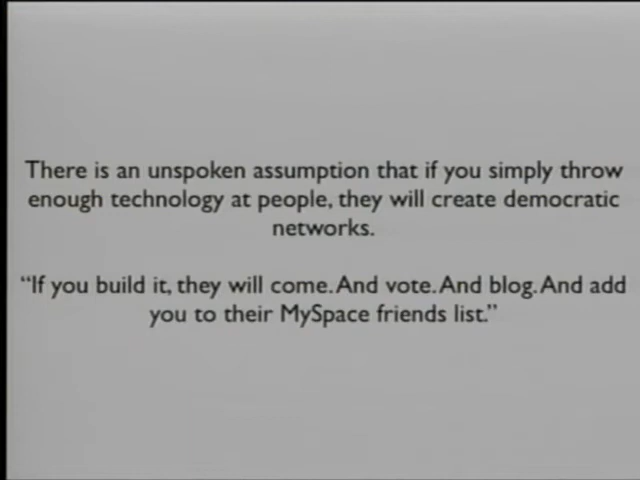 There is an unspoken assumption that if you simply throw
enough technology at people, they will create democratic
networks.
“If you build it, they will come. And vote. And blog. And add
you to their MySpace friends list.”